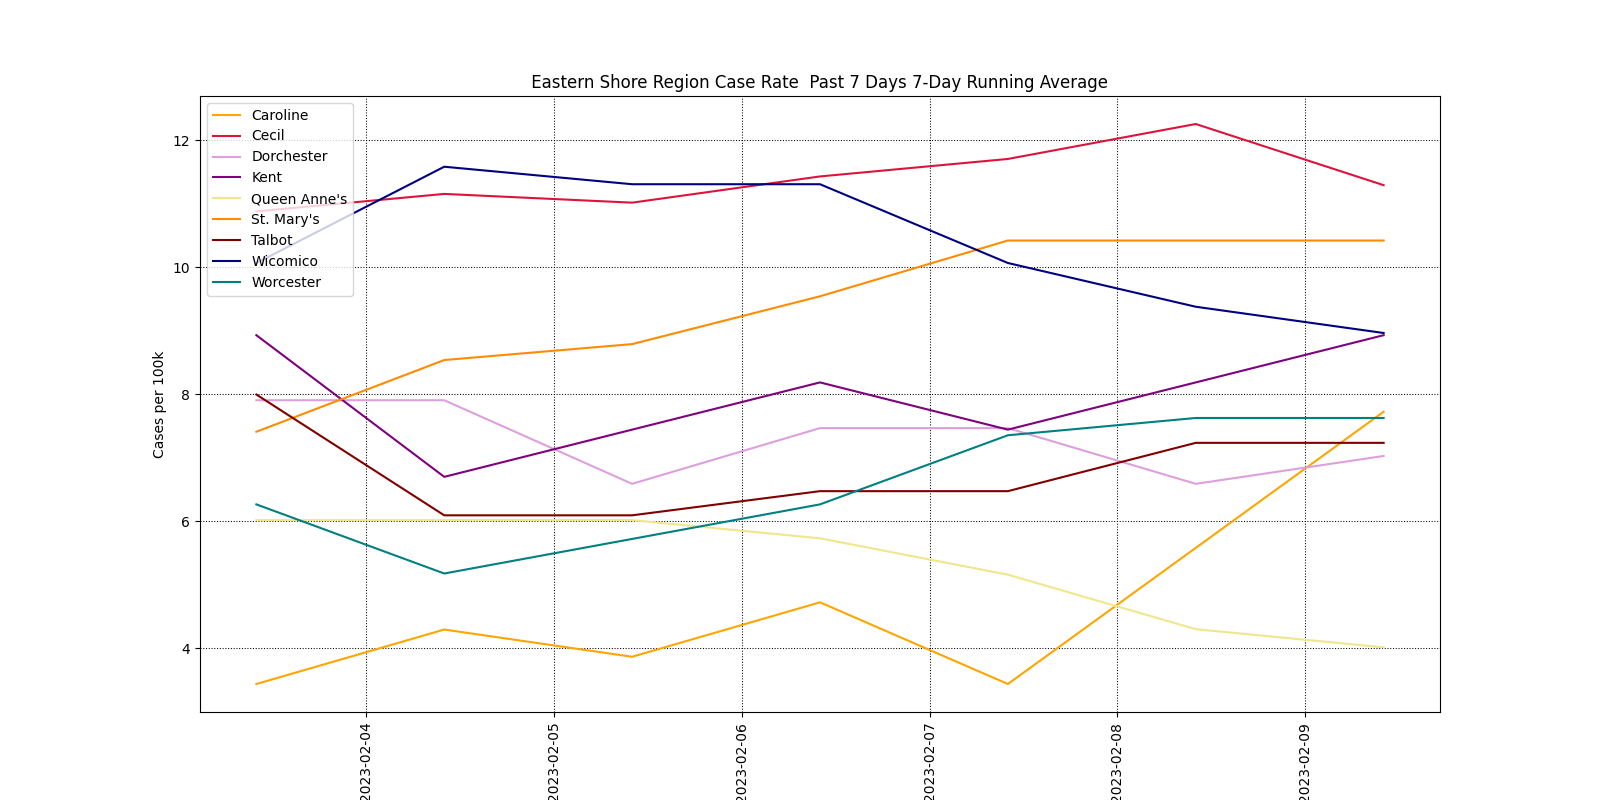 Eastern Shore Region Case Rate  Past 7 Days 7-Day Running Average
Caroline
Cecil
Dorchester
Kent
Queen Anne's
St. Mary's
Talbot
Wicomico
Worcester
12
10
8
6
4
Cases per 100k
2023-02-04
2023-02-05
2023-02-06
2023-02-07
2023-02-08
2023-02-09